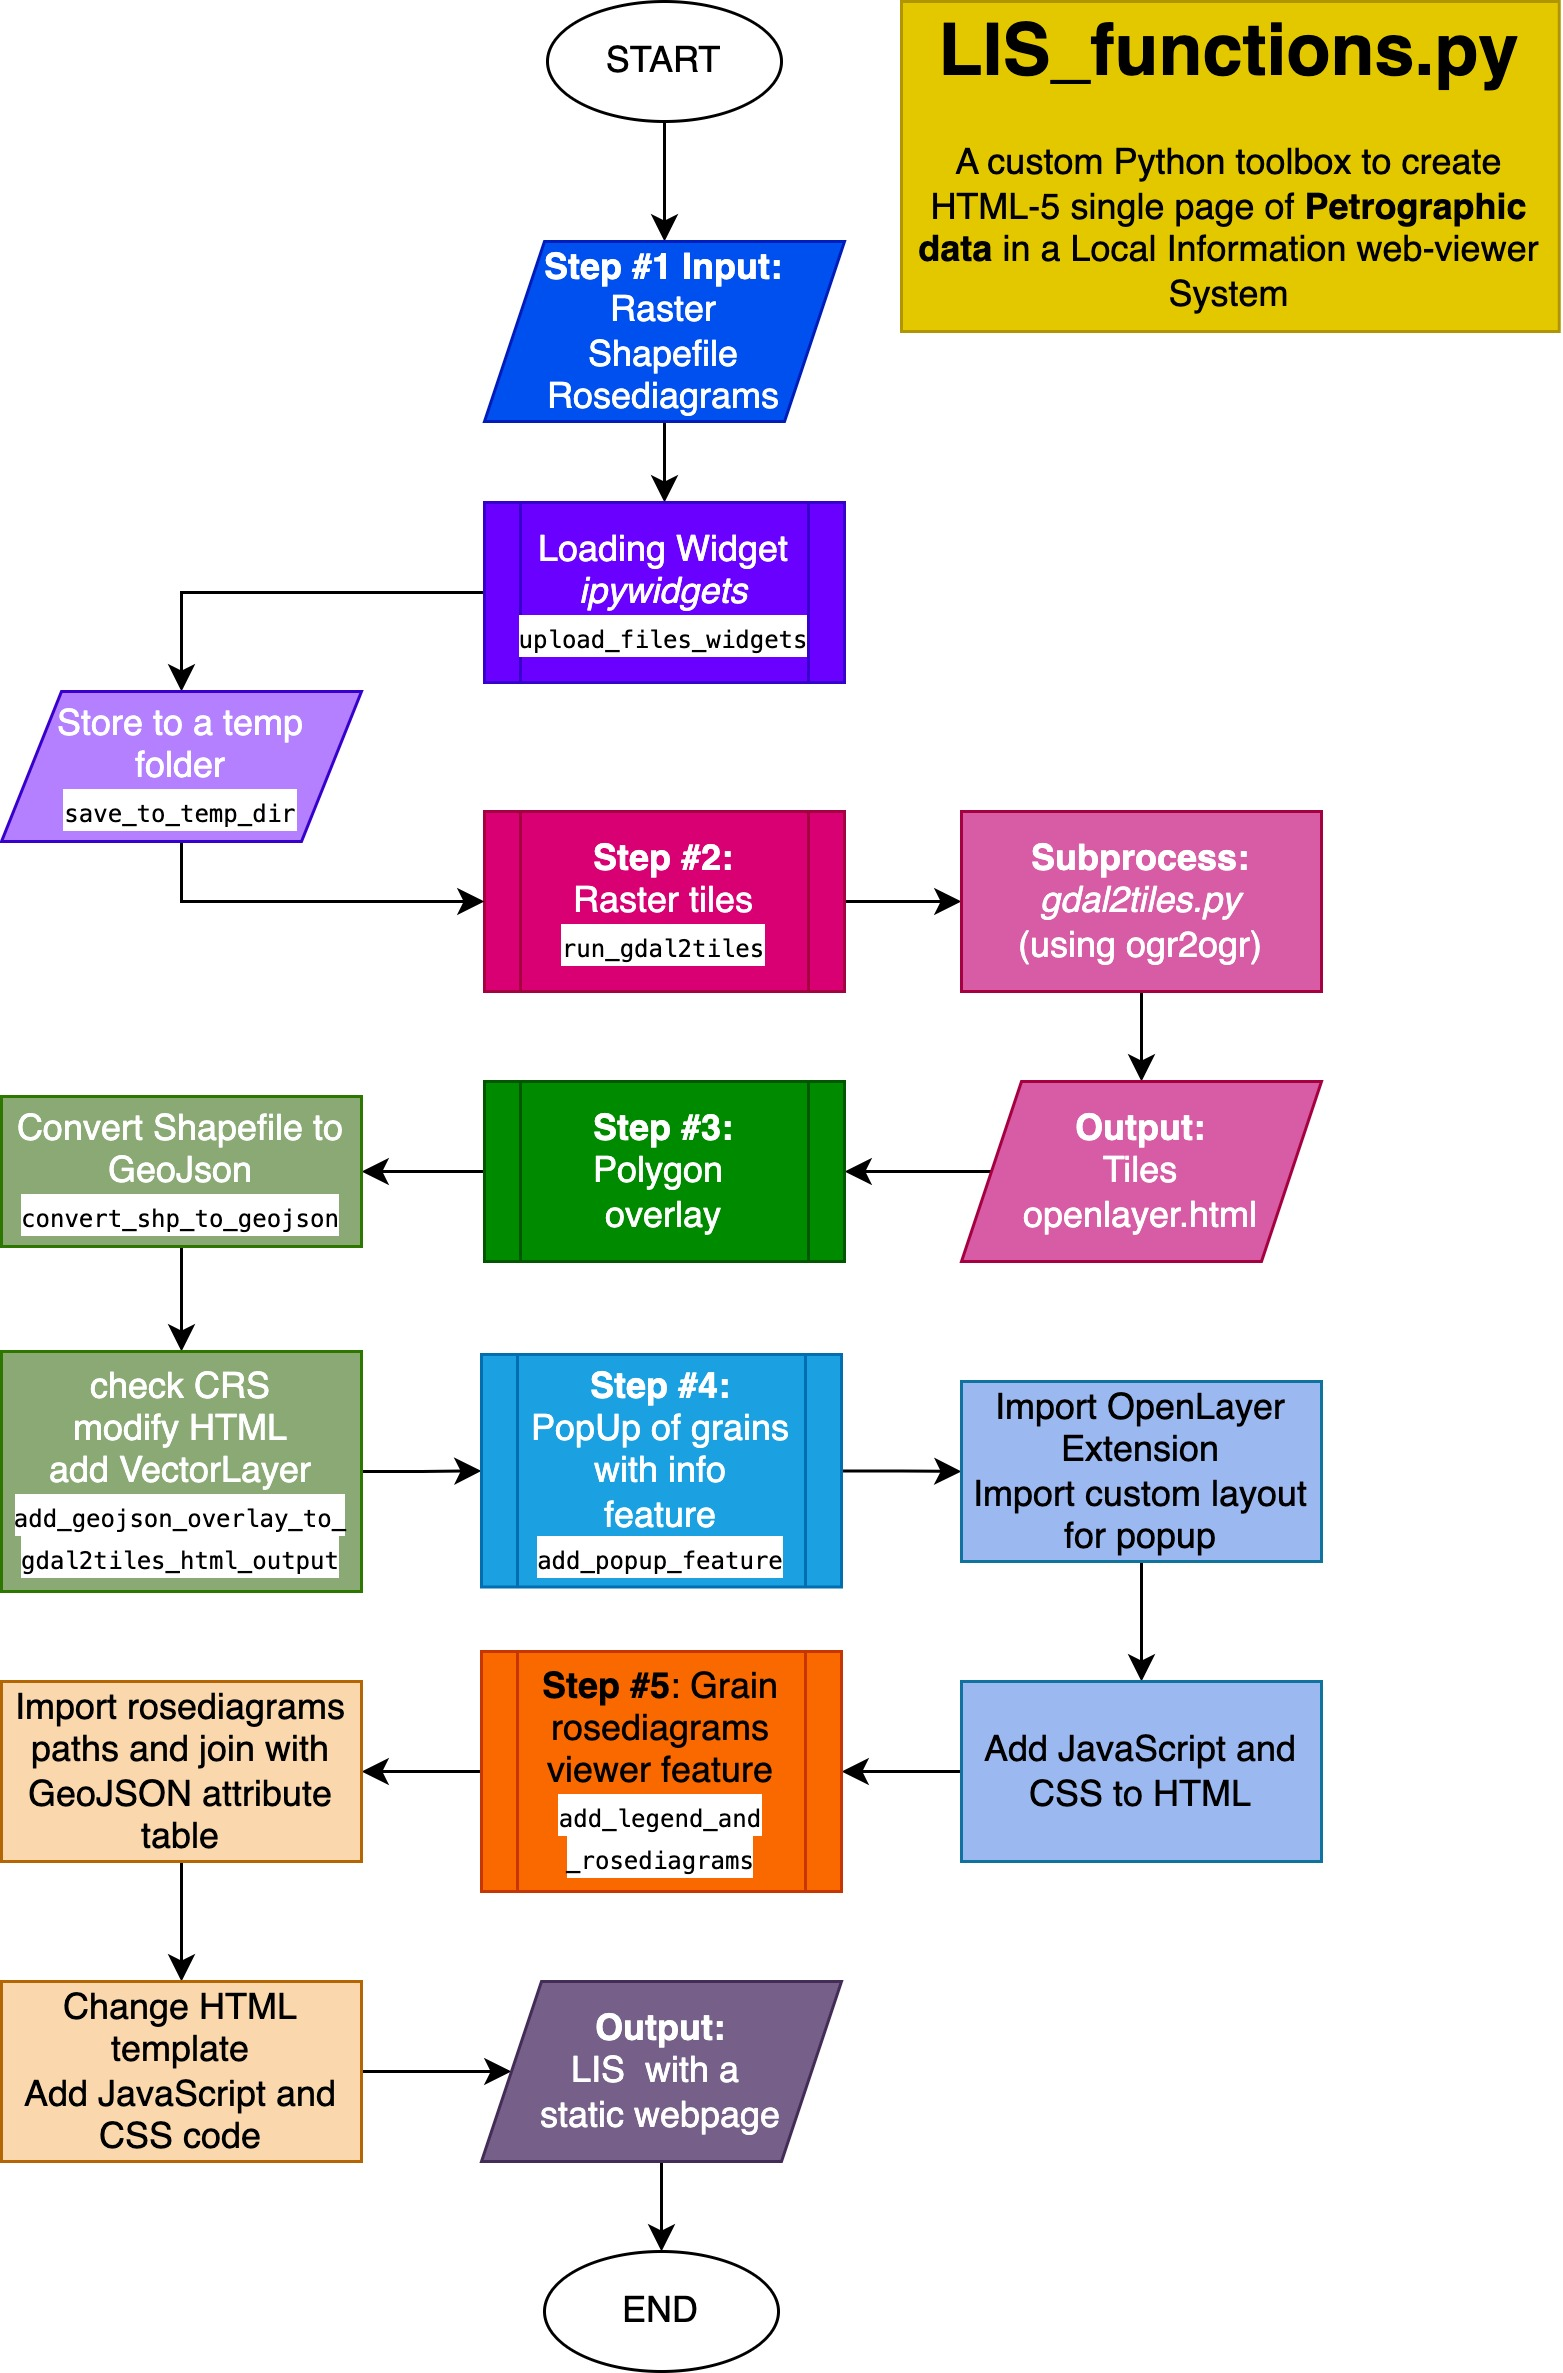 START
LIS_functions.py
A custom Python toolbox to create
HTML-5 single page of Petrographic
data in a Local Information web-viewer
System
Step #1 Input:
Raster
Shapefile
Rosediagrams
Loading Widget
ipywidgets
upload_files_widgets
Store to a temp
folder
save_to_temp_dir
Step #2:
Raster tiles
run_gdal2tiles
Subprocess:
gdal2tiles.py
(using ogr2ogr)
Output:
Tiles
openlayer.html
Step #3:
Polygon
overlay
Convert Shapefile to
GeoJson
convert_shp_to_geojson
check CRS
modify HTML
add VectorLayer
add_geojson_overlay_to_
gdal2tiles_html_output
Step #4:
PopUp of grains
with info
feature
add_popup_feature
Import OpenLayer
Extension
Import custom layout
for popup
Add JavaScript and
CSS to HTML
Step #5: Grain
rosediagrams
viewer feature
add_legend_and
_rosediagrams
Import rosediagrams
paths and join with
GeoJSON attribute
table
Change HTML
template
Add JavaScript and
CSS code
Output:
LIS  with a
static webpage
END